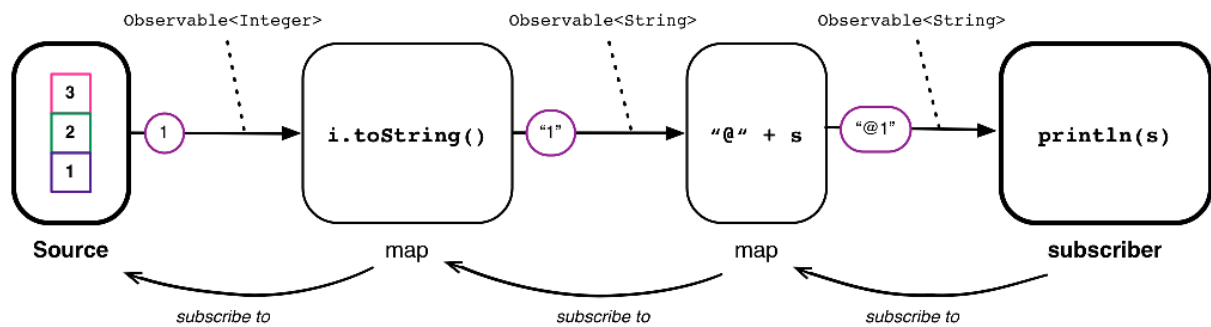 Observable<Integer>
Observable<String>
Observable<String>
3
2
1
1
i.toString()
“1”
“@“ + s
“@1”
println(s)
Source
map
map
subscriber
subscribe to
subscribe to
subscribe to